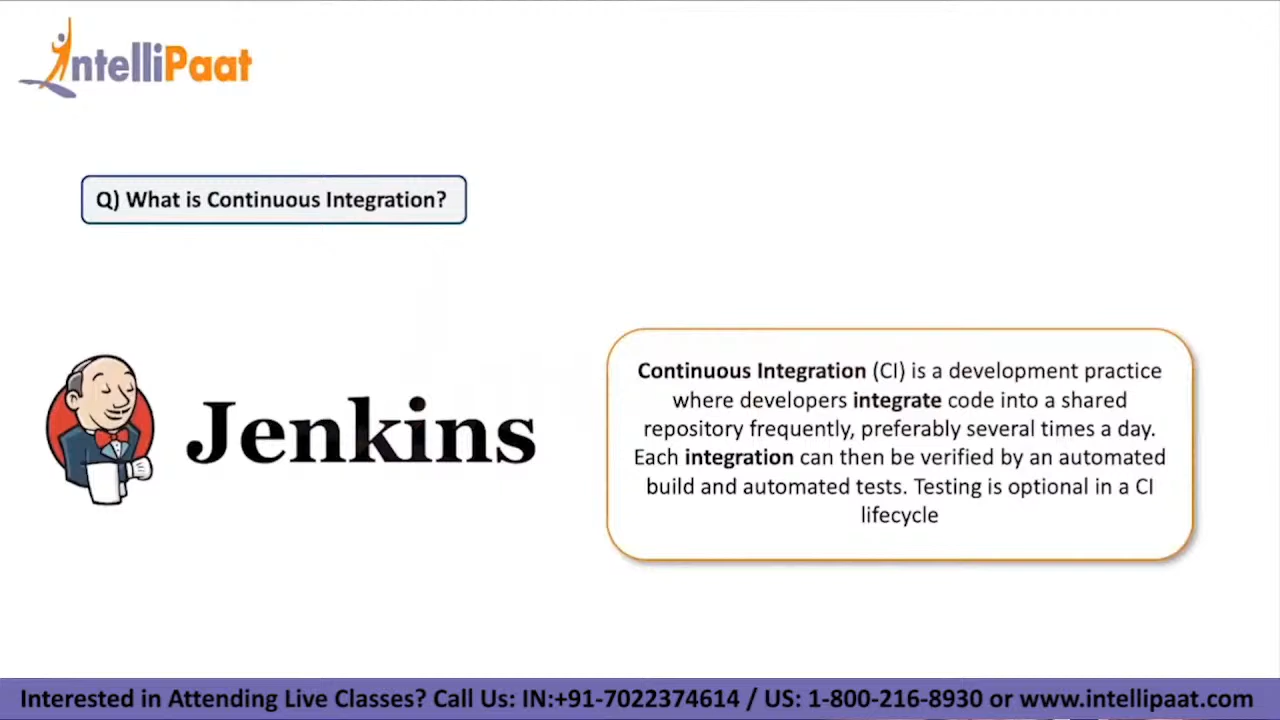 IntelliPaat
Q) What is Continuous Integration?
Jenkins
Continuous Integration (CI) is a development practice
where developers integrate code into a shared
repository frequently, preferably several times a day.
Each integration can then be verified by an automated
build and automated tests. Testing is optional in a CI
lifecycle
Interested in Attending Live Classes? Call Us: IN:+91-7022374614 / US: 1-800-216-8930 or www.intellipaat.com